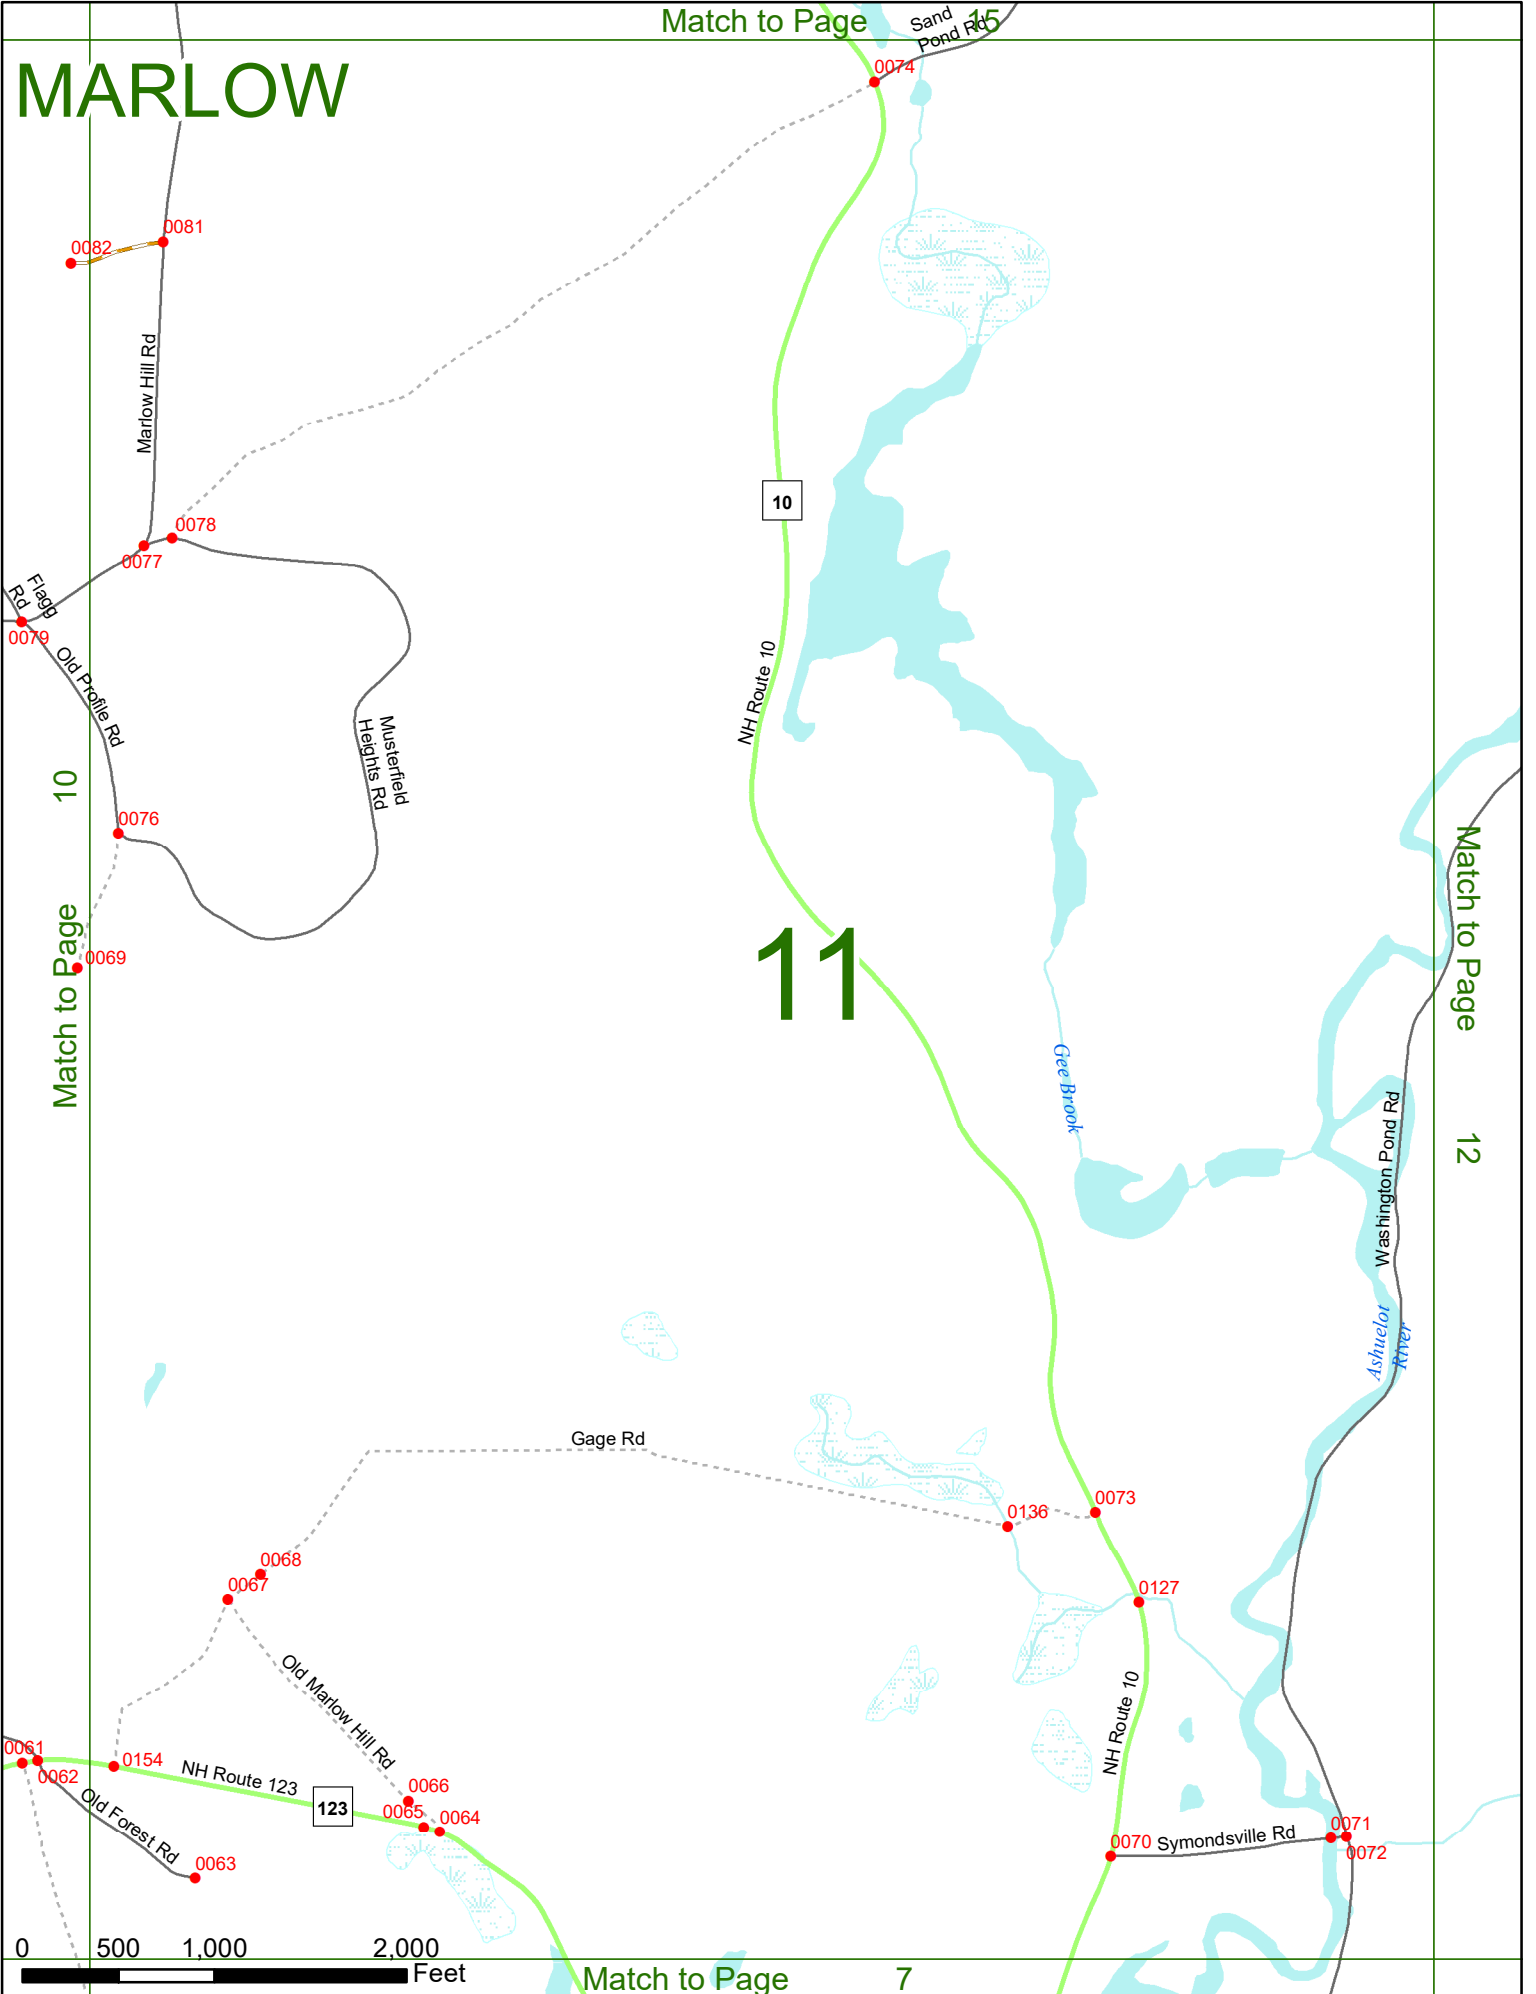 Match to Page 15
Sand
Pond Rd
MARLOW
0074
0081
0082
Marlow Hill Rd
10
0078
0077
Flagg
Rd
0079
Old Profile Rd
NH Route 10
Musterfield
Heights Rd
Match to Page 10
0076
Match to Page 12
11
0069
Gee Brook
Washington Pond Rd
Ashuelot
River
Gage Rd
0073
0136
0068
0067
0127
Old Marlow Hill Rd
NH Route 10
0061
0062
0154
NH Route 123
123
0066
0065
0064
Old Forest Rd
0063
0070
Symondsville Rd
0071
0072
0 500 1,000 2,000
Feet
Match to Page 7